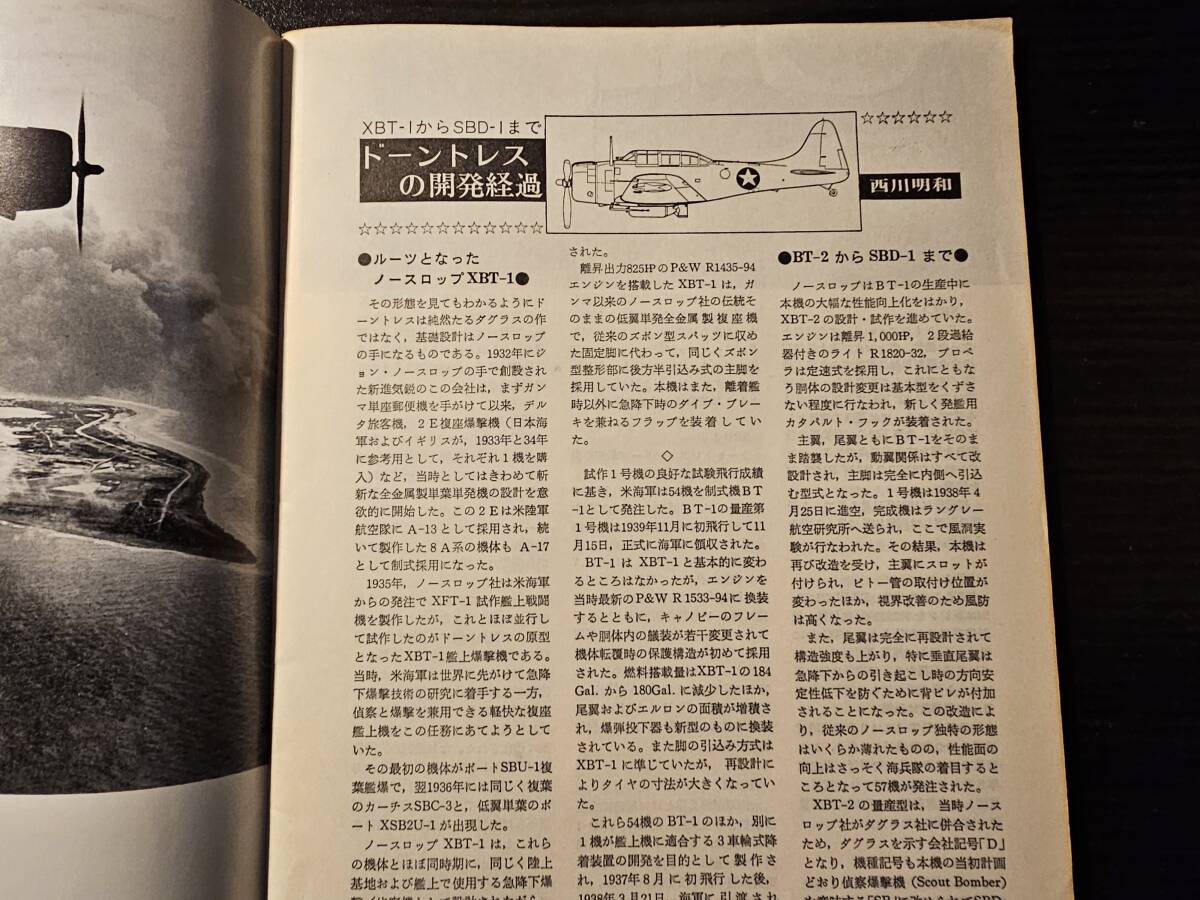 XBT-1からSBD-1まで
ドーントレス
の開発経過
☆☆☆☆☆☆
西川明和
☆☆☆☆☆☆☆☆☆☆☆☆
●ルーツとなった
ノースロップXBT-1●
その形態を見てもわかるようにド
ーントレスは純然たるダグラスの作
ではなく，基礎設計はノースロップ
の手になるものである。1932年にジ
ョン・ノースロップの手で創設され
た新進気鋭のこの会社は，まずガン
マ単座郵便機を手がけて以来，デル
タ旅客機，2E複座爆撃機（日本海
軍およびイギリスが，1933年と34年
に参考用として，それぞれ1機を購
入）など，当時としてはきわめて斬
新な全金属製単葉単発機の設計を意
欲的に開始した。この2Eは米陸軍
航空隊に A-13として採用され，続
いて製作した8A系の機体も A-17
として制式採用になった。
1935年，ノースロップ社は米海軍
からの発注で XFT-1 試作艦上戦闘
機を製作したが，これとほぼ並行し
て試作したのがドーントレスの原型
となったXBT-1艦上爆撃機である。
当時，米海軍は世界に先がけて急降
下爆撃技術の研究に着手する一方，
偵察と爆撃を兼用できる軽快な複座
艦上機をこの任務にあてようとして
いた。
その最初の機体がボートSBU-1複
葉艦爆で，翌1936年には同じく複葉
のカーチスSBC-3と，低翼単葉のボ
ート XSB2U-1 が出現した。
ノースロップ XBT-1 は，これら
の機体とほぼ同時期に，同じく陸上
基地および艦上で使用する急降下爆
された。
離昇出力825HPのP&W R1435-94
エンジンを搭載した XBT-1 は，ガ
ンマ以来のノースロップ社の伝統そ
のままの低翼単発全金属製複座機
で，従来のズボン型スパッツに収め
た固定脚に代わって，同じくズボン
型整形部に後方半引込み式の主脚を
採用していた。本機はまた，離着艦
時以外に急降下時のダイブ・ブレー
キを兼ねるフラップを装着してい
た。
◇
試作1号機の良好な試験飛行成績
に基き，米海軍は54機を制式機BT
-1として発注した。BT-1の量産第
1号機は1939年11月に初飛行して11
月15日，正式に海軍に領収された。
BT-1 は XBT-1 と基本的に変わ
るところはなかったが，エンジンを
当時最新のP&W R 1533-94に 換装
するとともに，キャノピーのフレー
ムや胴体内の艤装が若干変更されて
機体転覆時の保護構造が初めて採用
された。燃料搭載量はXBT-1の184
Gal. から 180Gal. に減少したほか，
尾翼およびエルロンの面積が増積さ
れ，爆弾投下器も新型のものに換装
されている。また脚の引込み方式は
XBT-1 に準じていたが，再設計に
よりタイヤの寸法が大きくなってい
た。
これら54機の BT-1 のほか，別に
1機が艦上機に適合する3車輪式降
着装置の開発を目的として製作さ
れ，1937年8月に初飛行した後，
1938年3月21日，海軍に引渡され
●BT-2 から SBD-1 まで●
ノースロップはBT-1の生産中に
本機の大幅な性能向上化をはかり，
XBT-2 の設計・試作を進めていた。
エンジンは離昇 1,000HP，2段過給
器付きのライト R1820-32，プロペ
ラは定速式を採用し，これにともな
う胴体の設計変更は基本型をくずさ
ない程度に行なわれ，新しく発艦用
カタパルト・フックが装着された。
主翼，尾翼ともにBT-1をそのま
ま踏襲したが，動翼関係はすべて改
設計され，主脚は完全に内側へ引込
む型式となった。1号機は1938年4
月25日に進空，完成機はラングレー
航空研究所へ送られ，ここで風洞実
験が行なわれた。その結果，本機は
再び改造を受け，主翼にスロットが
付けられ，ピトー管の取付け位置が
変わったほか，視界改善のため風防
は高くなった。
また，尾翼は完全に再設計されて
構造強度も上がり，特に垂直尾翼は
急降下からの引き起こし時の方向安
定性低下を防ぐために背ビレが付加
されることになった。この改造によ
り，従来のノースロップ独特の形態
はいくらか薄れたものの，性能面の
向上はさっそく海兵隊の着目すると
ころとなって57機が発注された。
XBT-2 の量産型は，当時ノース
ロップ社がダグラス社に併合された
ため，ダグラスを示す会社記号「D」
となり，機種記号も本機の当初計画
どおり偵察爆撃機（Scout Bomber）